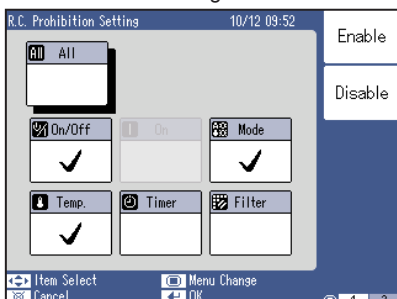 R.C. Prohibition Setting 10/12 09:52
Enable
All All
Disable
On/Off On Mode
Temp. Timer Filter
Item Select Menu Change
Cancel OK 1 2